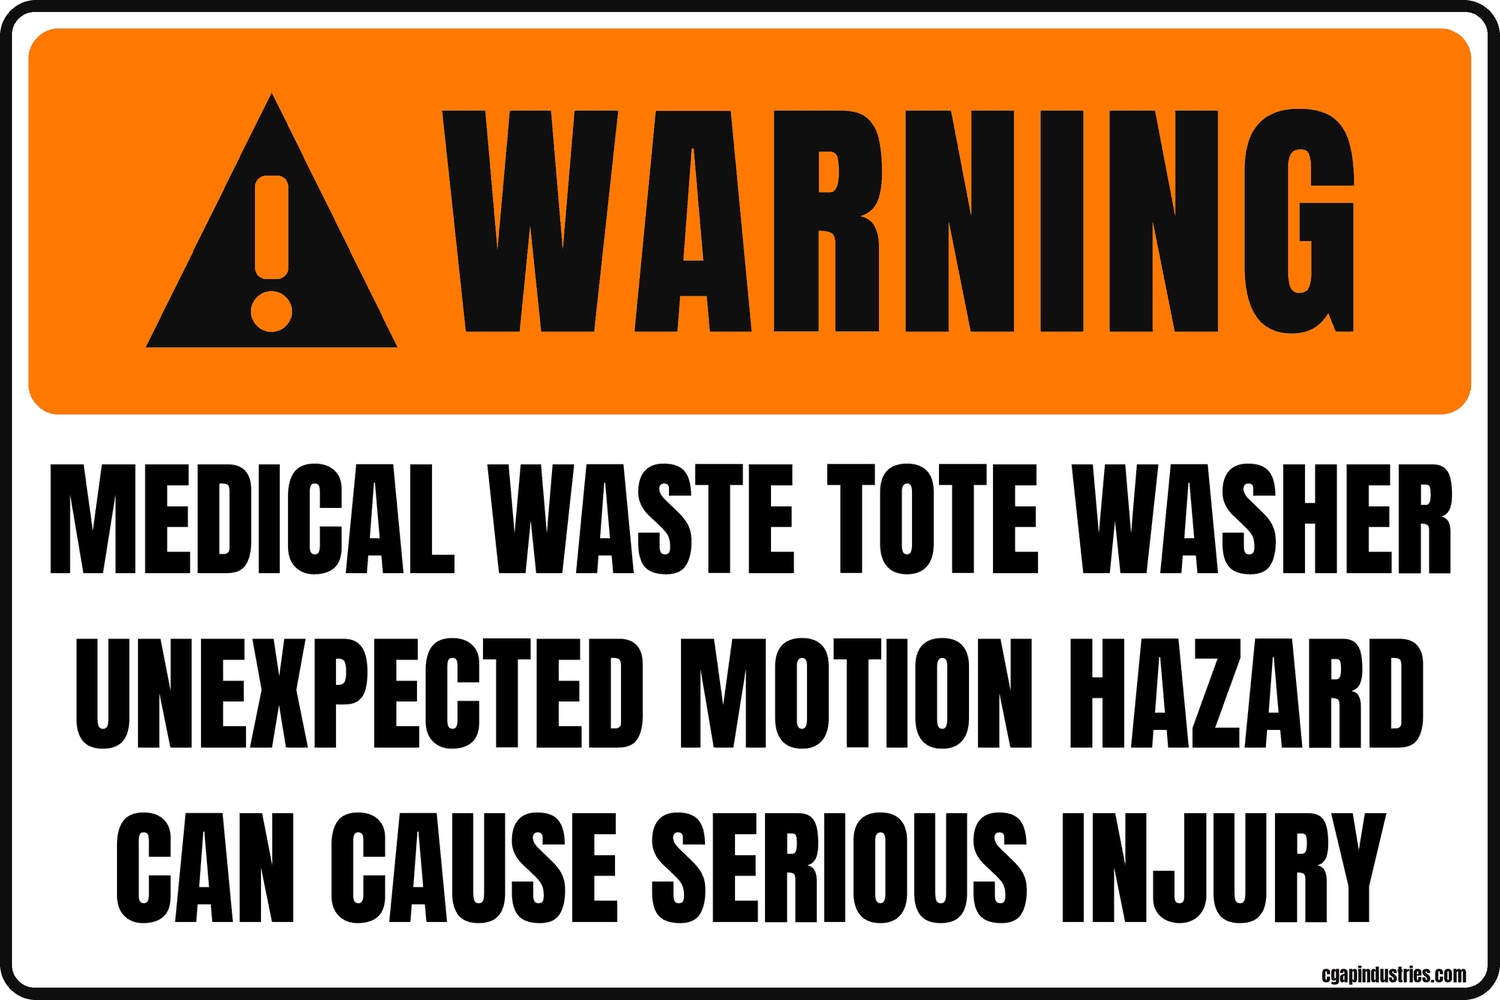 WARNING
MEDICAL WASTE TOTE WASHER
UNEXPECTED MOTION HAZARD
CAN CAUSE SERIOUS INJURY
cgapindustries.com